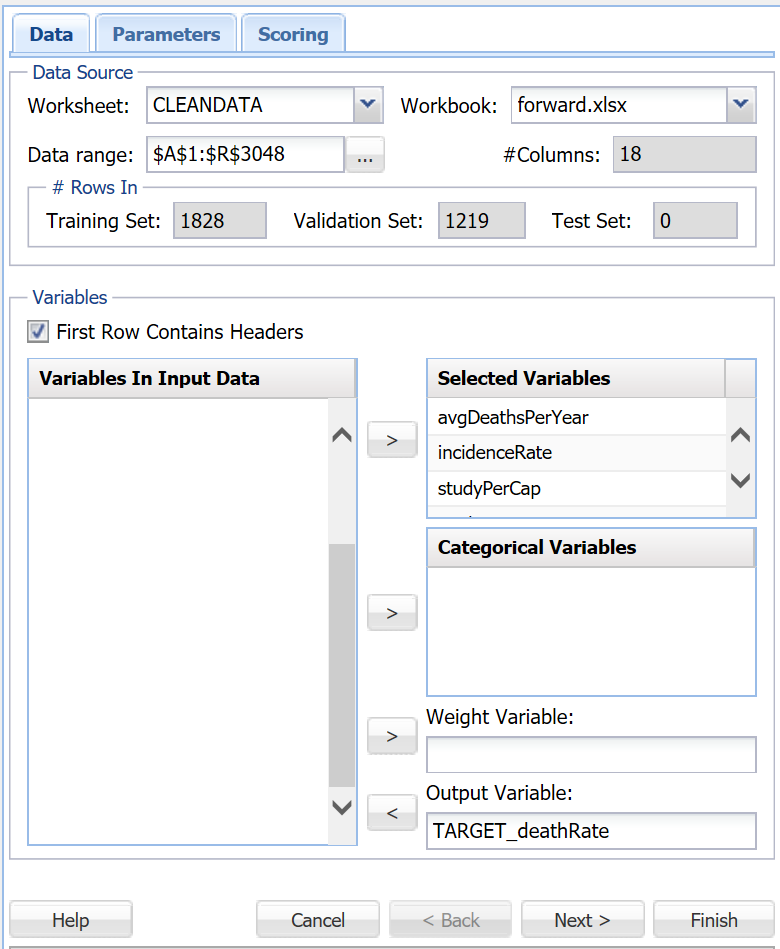 Data Parameters Scoring
Data Source
Worksheet: CLEANDATA Workbook: forward.xlsx
Data range: $A$1:$R$3048 ... #Columns: 18
# Rows In
Training Set: 1828 Validation Set: 1219 Test Set: 0
Variables
First Row Contains Headers
Variables In Input Data
Selected Variables
avgDeathsPerYear
>
incidenceRate
studyPerCap
Categorical Variables
>
Weight Variable:
>
Output Variable:
<
TARGET_deathRate
Help Cancel < Back Next > Finish